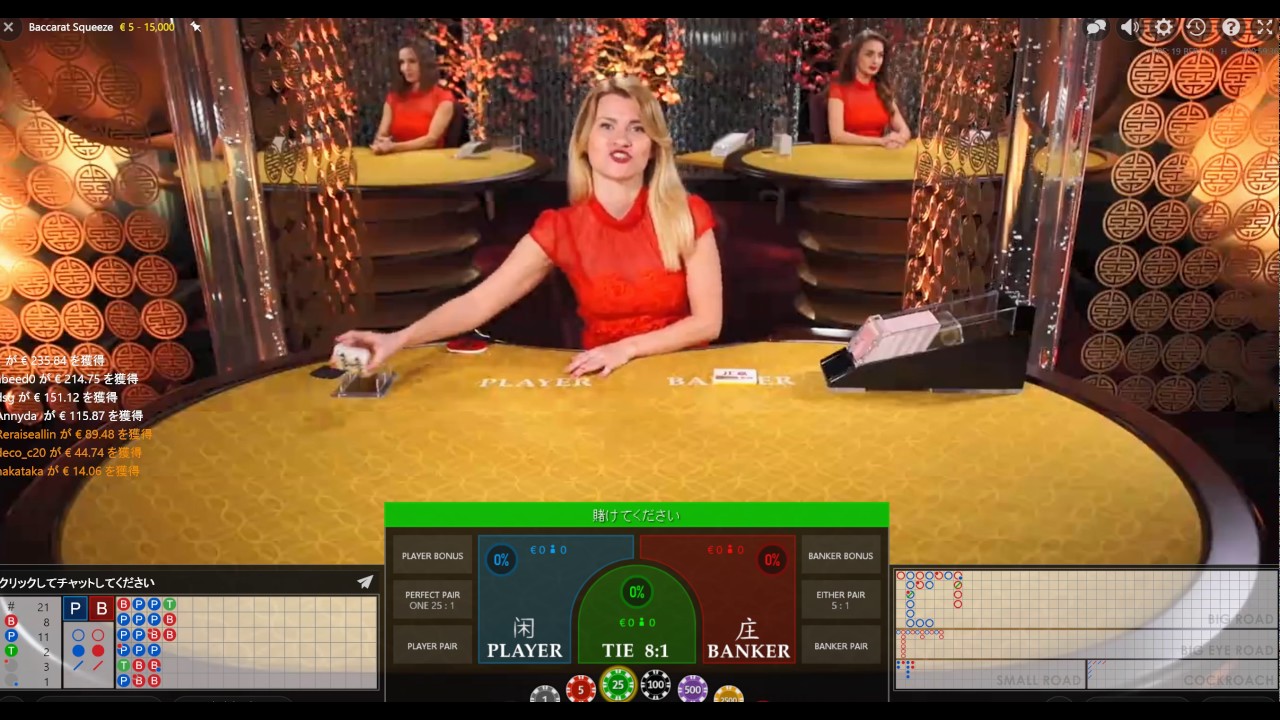 Baccarat Squeeze € 5 - 15,000
が € 235.84 を獲得
abeed0 が € 214.75 を獲得
dsg が € 151.12 を獲得
Annyda が € 115.87 を獲得
Reraiseallin が € 89.48 を獲得
deco_c20 が € 44.74 を獲得
nakataka が € 14.06 を獲得
PLAYER
BANKER
賭けてください
PLAYER BONUS
PERFECT PAIR
ONE 25 : 1
PLAYER PAIR
0%
€ 0 0
闲
PLAYER
0%
€ 0 0
TIE 8:1
€ 0 0
0%
庄
BANKER
BANKER BONUS
EITHER PAIR
5 : 1
BANKER PAIR
1
5
25
100
500
2500
クリックしてチャットしてください
# 21
B 8
P 11
T 2
3
1
P B
B P P T
P P P B
P P B B
P P P
T B B
P B B
BIG ROAD
BIG EYE ROAD
SMALL ROAD
COCKROACH